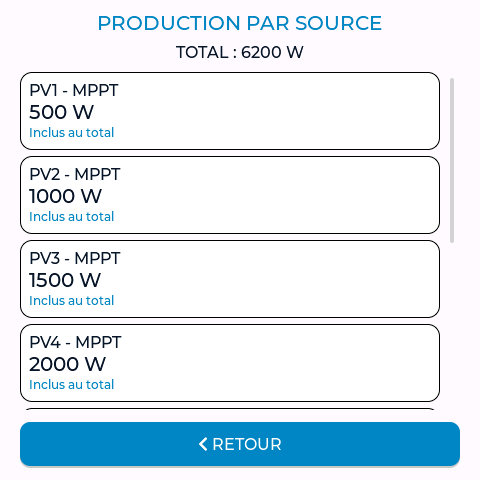 PRODUCTION PAR SOURCE
TOTAL : 6200 W
PV1 - MPPT
500 W
Inclus au total
PV2 - MPPT
1000 W
Inclus au total
PV3 - MPPT
1500 W
Inclus au total
PV4 - MPPT
2000 W
Inclus au total
RETOUR